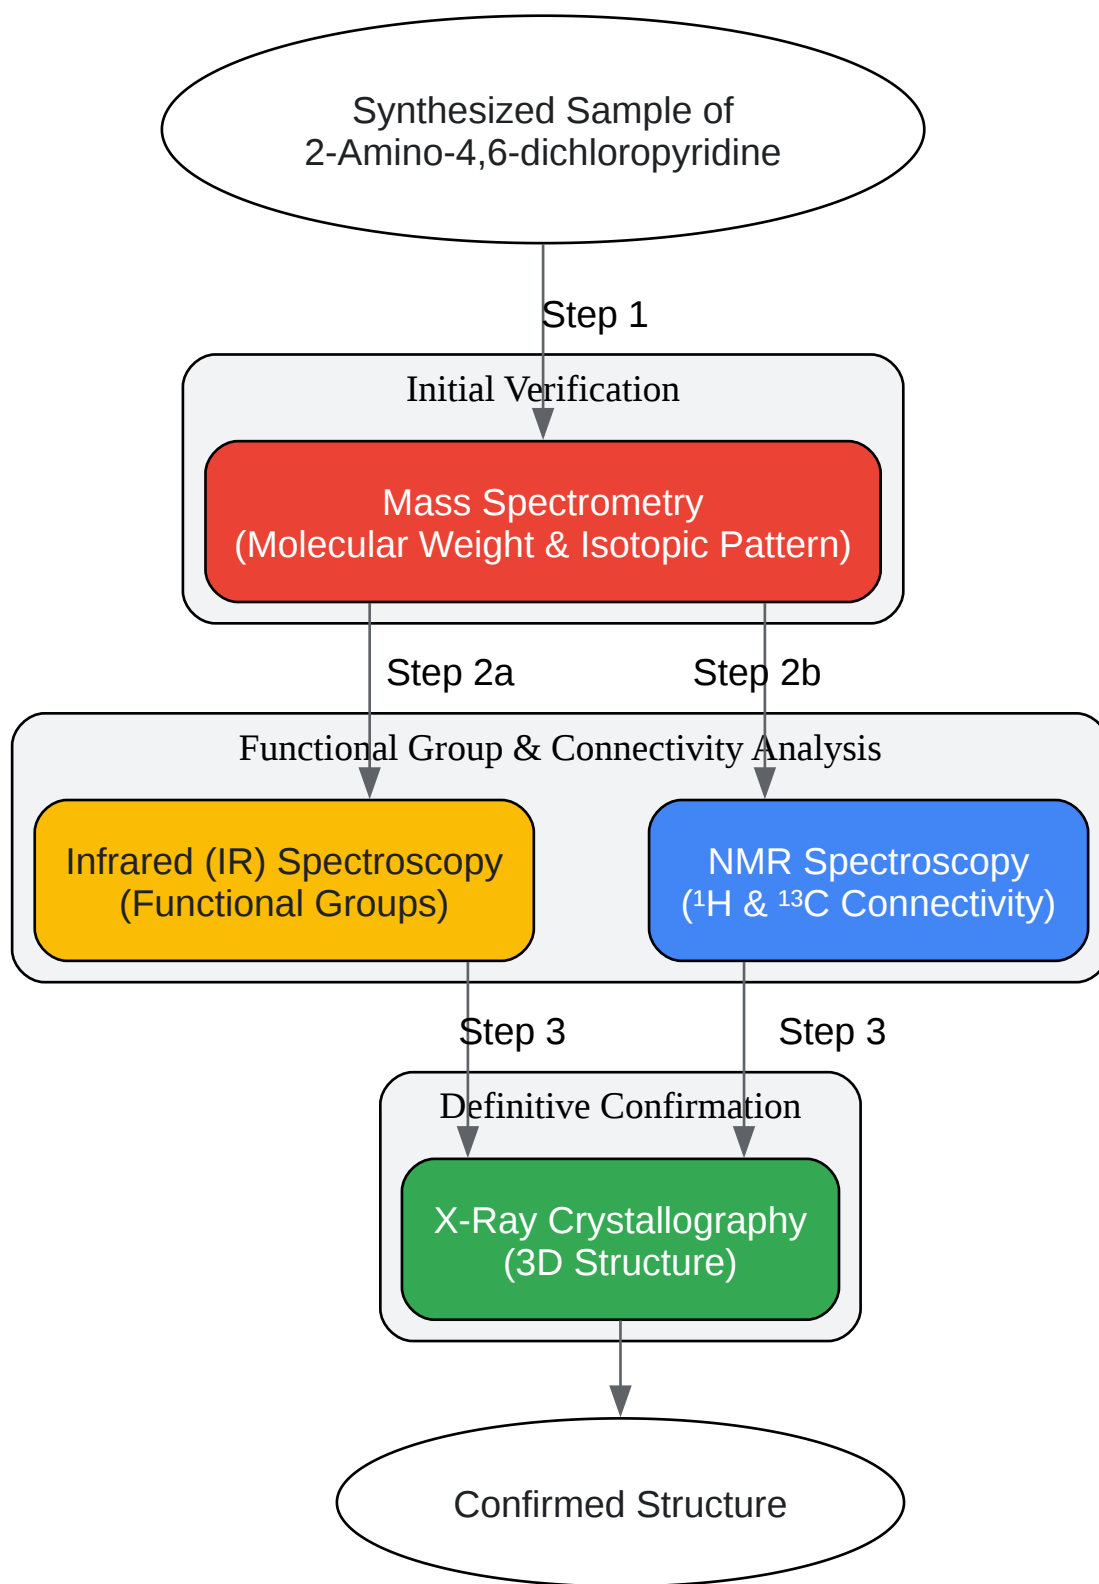 Synthesized Sample of
2-Amino-4,6-dichloropyridine
Step 1
Initial Verification
Mass Spectrometry
(Molecular Weight & Isotopic Pattern)
Step 2a
Step 2b
Functional Group & Connectivity Analysis
Infrared (IR) Spectroscopy
(Functional Groups)
NMR Spectroscopy
(¹H & ¹³C Connectivity)
Step 3
Step 3
Definitive Confirmation
X-Ray Crystallography
(3D Structure)
Confirmed Structure